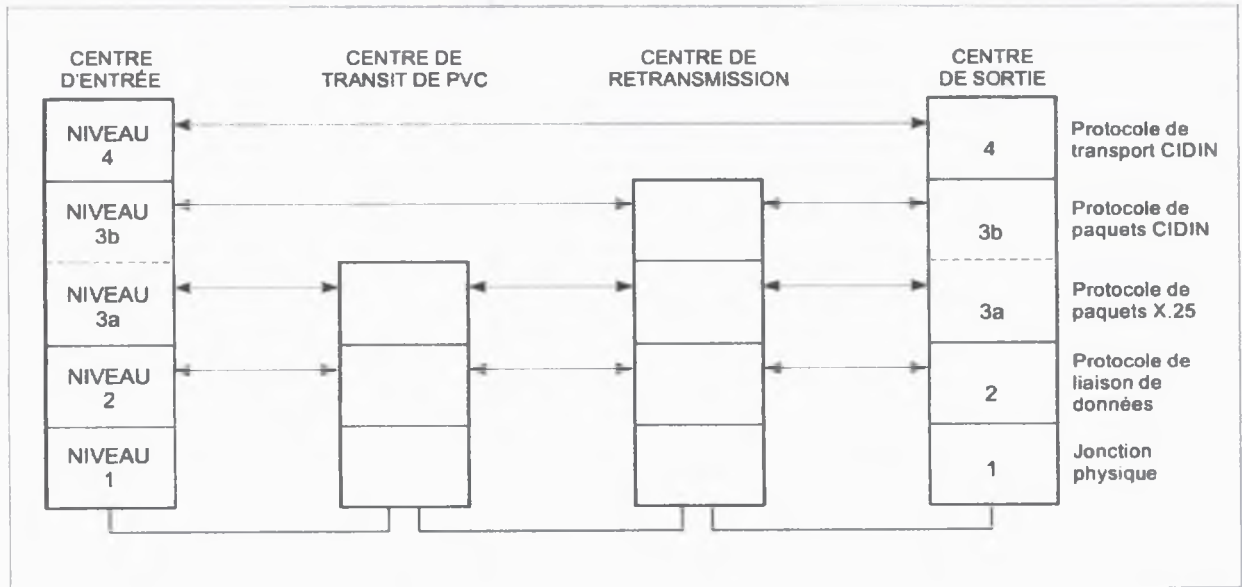 CENTRE
D'ENTRÉE
CENTRE DE
TRANSIT DE PVC
CENTRE DE
RETRANSMISSION
CENTRE
DE SORTIE
NIVEAU
4
4
Protocole de
transport CIDIN
NIVEAU
3b
3b
Protocole de
paquets CIDIN
NIVEAU
3a
3a
Protocole de
paquets X.25
NIVEAU
2
2
Protocole de
liaison de
données
NIVEAU
1
1
Jonction
physique